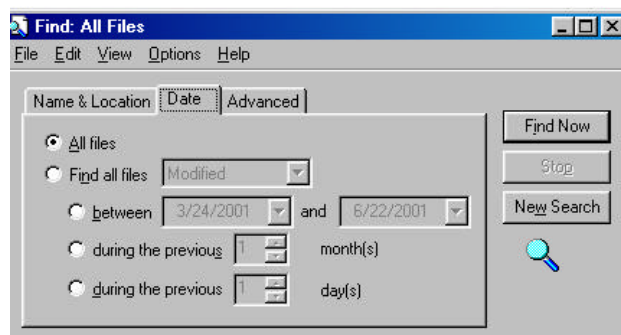 Find: All Files
File Edit View Options Help
Name & Location Date Advanced
All files
Find all files Modified
between 3/24/2001 and 6/22/2001
during the previous 1 month(s)
during the previous 1 day(s)
Find Now
Stop
New Search